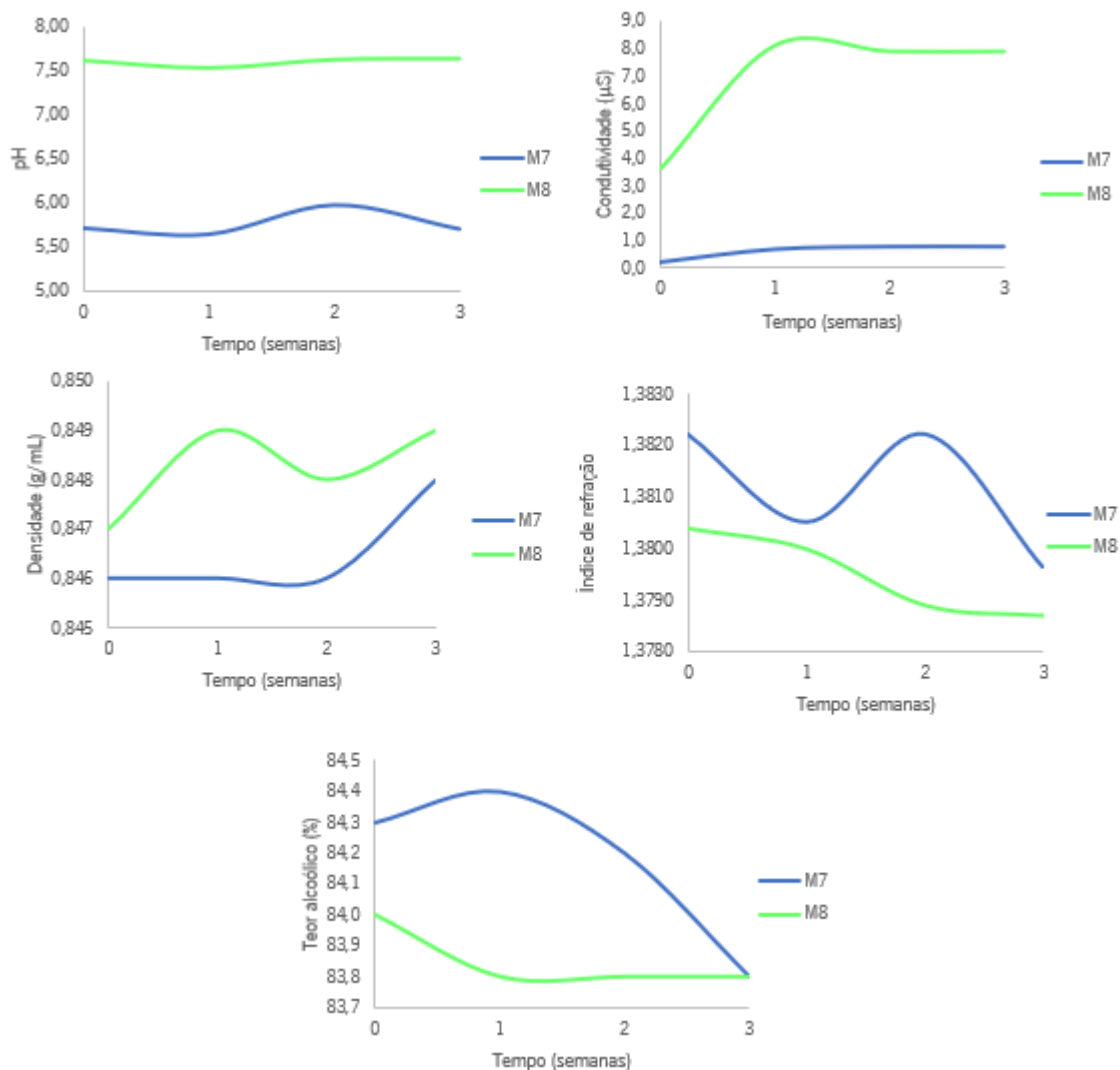 8,00
7,50
7,00
6,50
6,00
5,50
5,00
pH
0 1 2 3
Tempo (semanas)
M7
M8
9,0
8,0
7,0
6,0
5,0
4,0
3,0
2,0
1,0
0,0
Condutividade (µS)
0 1 2 3
Tempo (semanas)
M7
M8
0,850
0,849
0,848
0,847
0,846
0,845
Densidade (g/mL)
0 1 2 3
Tempo (semanas)
M7
M8
1,3830
1,3820
1,3810
1,3800
1,3790
1,3780
Índice de refração
0 1 2 3
Tempo (semanas)
M7
M8
84,5
84,4
84,3
84,2
84,1
84,0
83,9
83,8
83,7
Teor alcoólico (%)
0 1 2 3
Tempo (semanas)
M7
M8